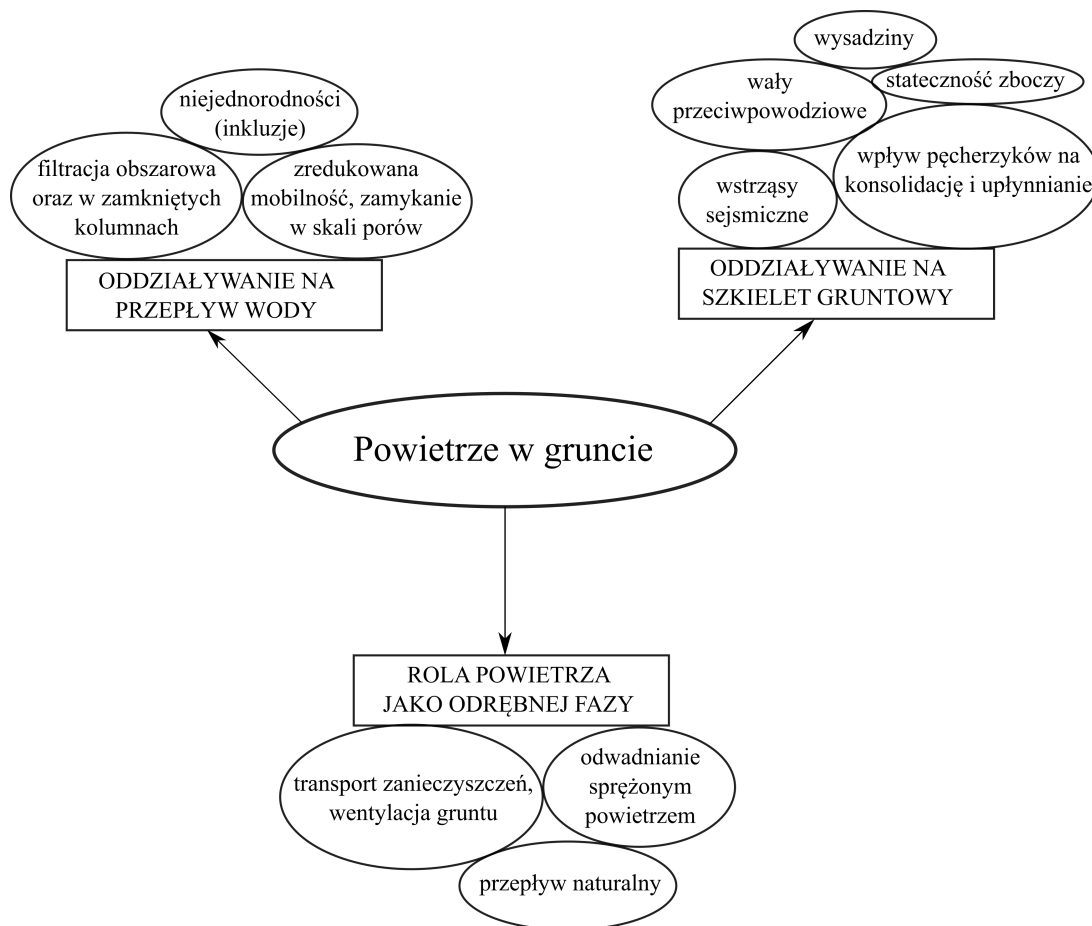 niejednorodności
(inkluzje)
filtracja obszarowa
oraz w zamkniętych
kolumnach
zredukowana
mobilność, zamykanie
w skali porów
ODDZIAŁYWANIE NA
PRZEPŁYW WODY
wysadziny
stateczność zboczy
wały
przeciwpowodziowe
wpływ pęcherzyków na
konsolidację i upłynnianie
wstrząsy
sejsmiczne
ODDZIAŁYWANIE NA
SZKIELET GRUNTOWY
Powietrze w gruncie
ROLA POWIETRZA
JAKO ODRĘBNEJ FAZY
transport zanieczyszczeń,
wentylacja gruntu
odwadnianie
sprężonym
powietrzem
przepływ naturalny